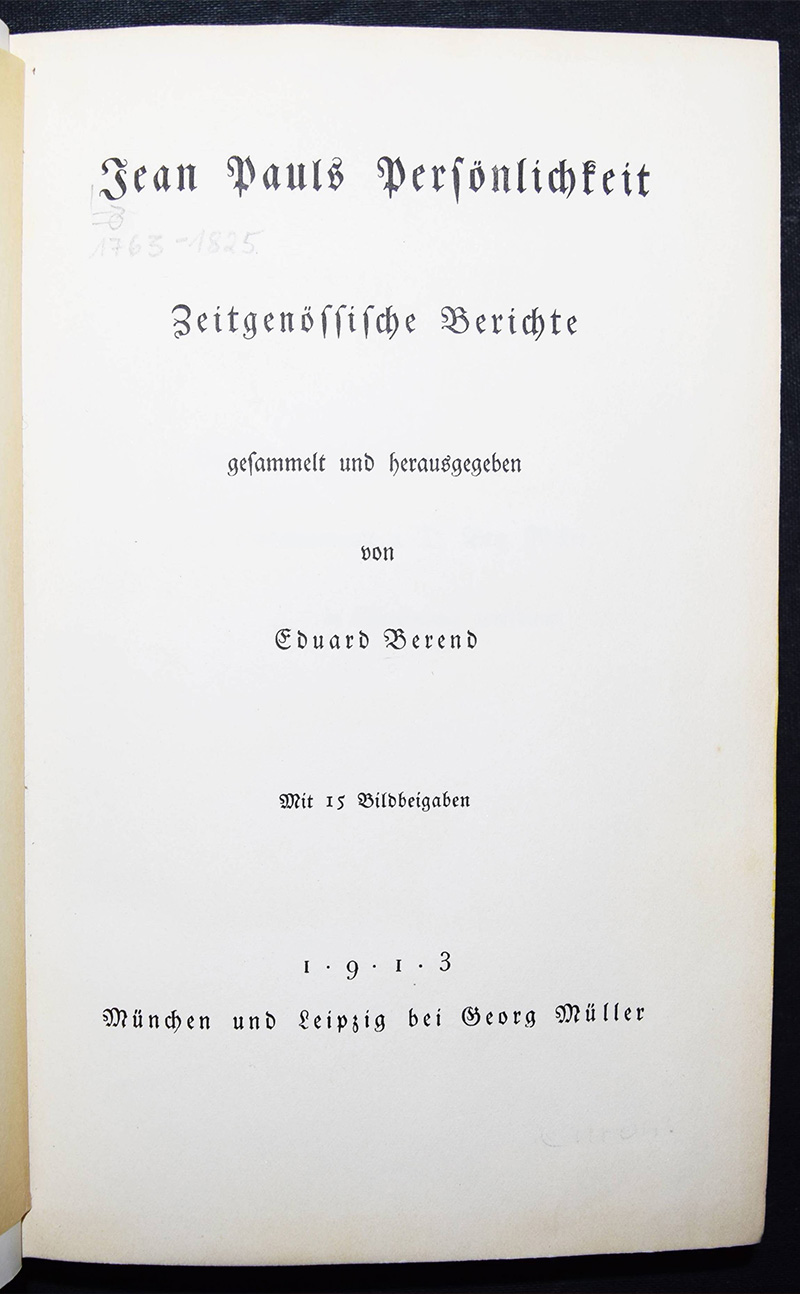 Jean Pauls Perſönlichkeit
1763-1825.
Zeitgenöſſiſche Berichte
geſammelt und herausgegeben
von
Eduard Berend
Mit 15 Bildbeigaben
1 · 9 · 1 · 3
München und Leipzig bei Georg Müller